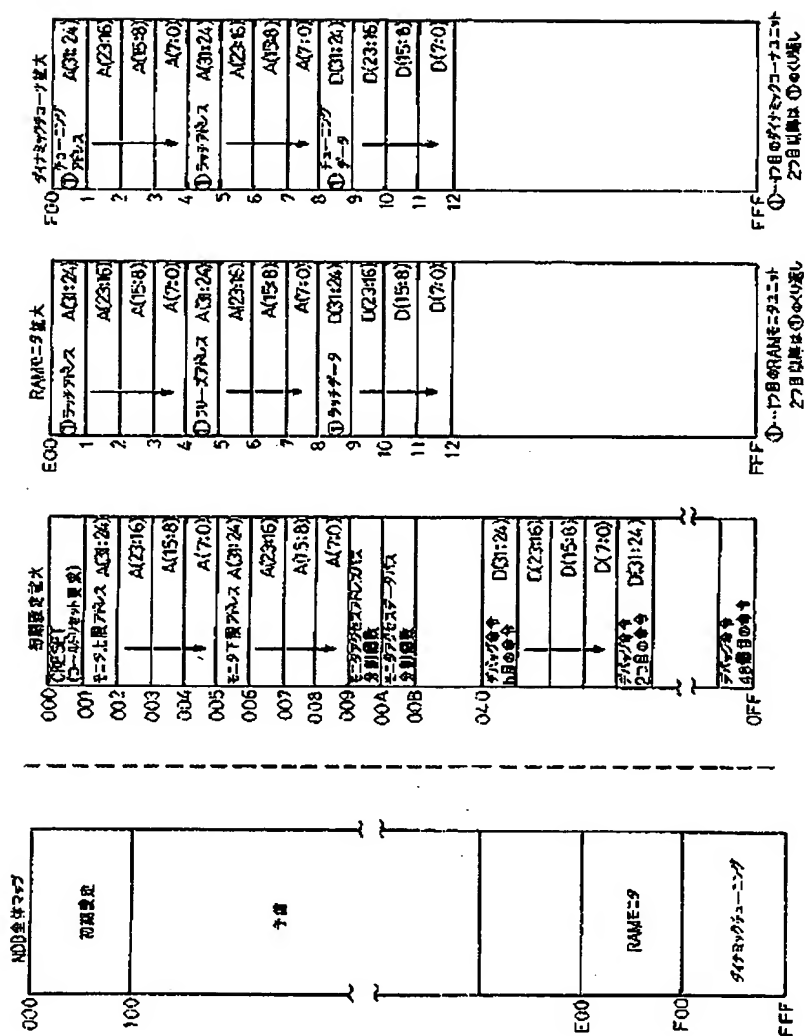 NDB全体マップ
000
初期設定
100
予備
E00
RAMモニタ
F00
ダイナミックチューニング
FFF
初期設定拡大
000
CRESET
(コールドリセット要求)
001
モニタ上限アドレス A(31:24)
002
A(23:16)
003
A(15:8)
004
A(7:0)
005
モニタ下限アドレス A(31:24)
006
A(23:16)
007
A(15:8)
008
A(7:0)
009
モニタアクセスアドレスバス
分割個数
00A
モニタアクセスデータバス
分割個数
00B
040
デバッグ命令
1つ目の命令
D(31:24)
D(23:16)
D(15:8)
D(7:0)
デバッグ命令
2つ目の命令
D(31:24)
デバッグ命令
48番目の命令
0FF
RAMモニタ拡大
E00
①ラッチアドレス A(31:24)
1
A(23:16)
2
A(15:8)
3
A(7:0)
4
①フリーズアドレス A(31:24)
5
A(23:16)
6
A(15:8)
7
A(7:0)
8
①ラッチデータ D(31:24)
9
D(23:16)
10
D(15:8)
11
D(7:0)
12
FFF
①…1つ目のRAMモニタユニット
2つ目以降は①のくり返し
ダイナミックチューナ拡大
F00
①チューニング
アドレス
A(31:24)
1
A(23:16)
2
A(15:8)
3
A(7:0)
4
①ラッチアドレス A(31:24)
5
A(23:16)
6
A(15:8)
7
A(7:0)
8
①チューニング
データ
D(31:24)
9
D(23:16)
10
D(15:8)
11
D(7:0)
12
FFF
①…1つ目のダイナミックコーナユニット
2つ目以降は①のくり返し